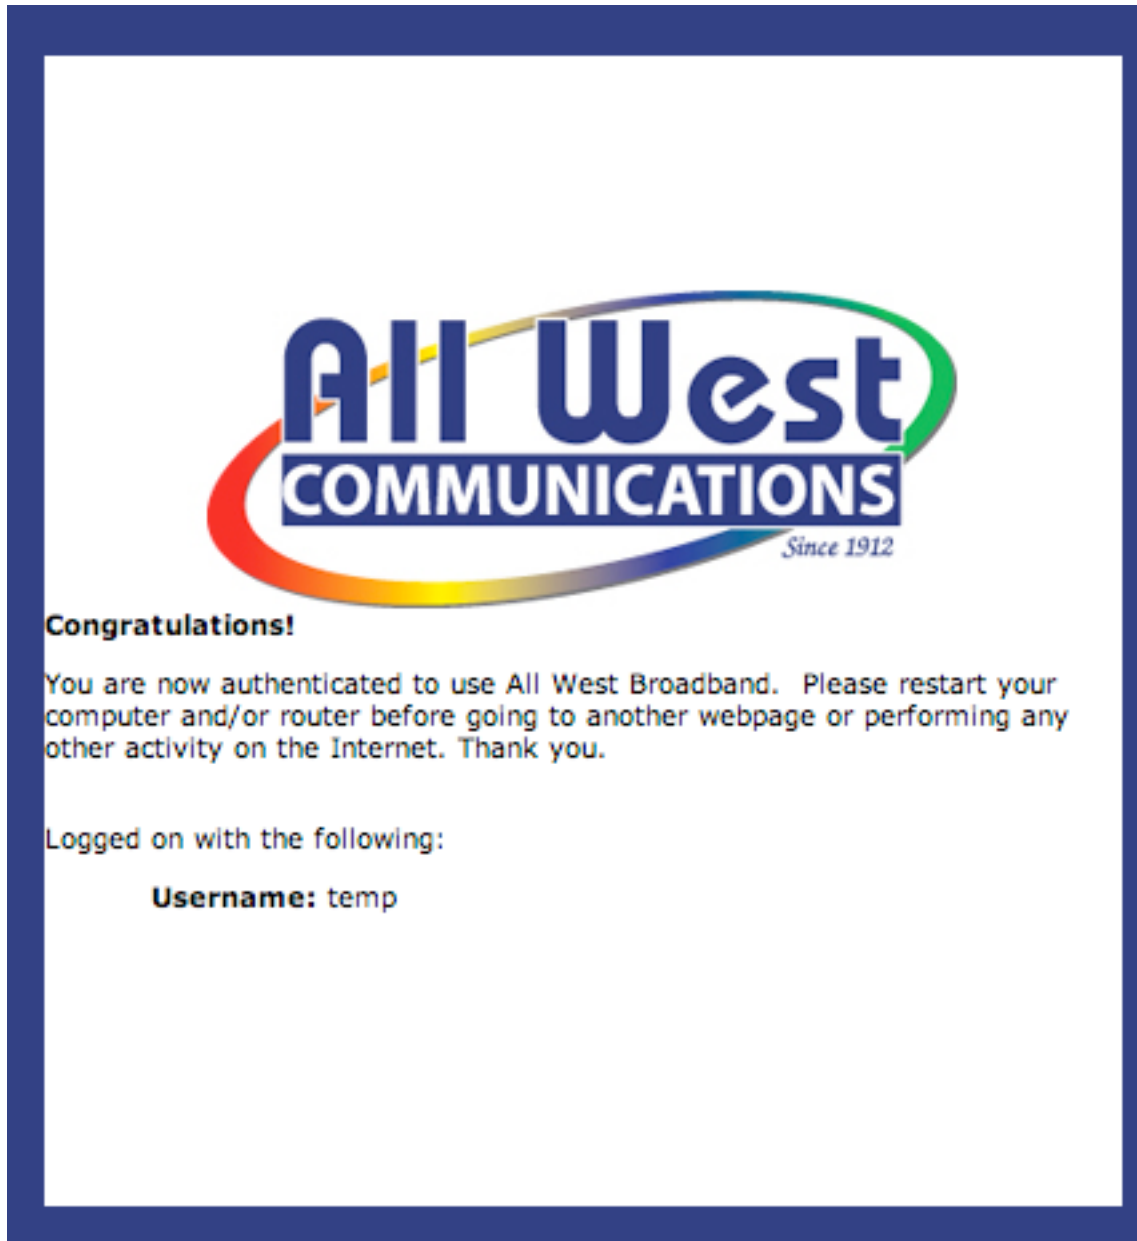 All West
COMMUNICATIONS
Since 1912
Congratulations!
You are now authenticated to use All West Broadband.  Please restart your
computer and/or router before going to another webpage or performing any
other activity on the Internet. Thank you.
Logged on with the following:
Username: temp